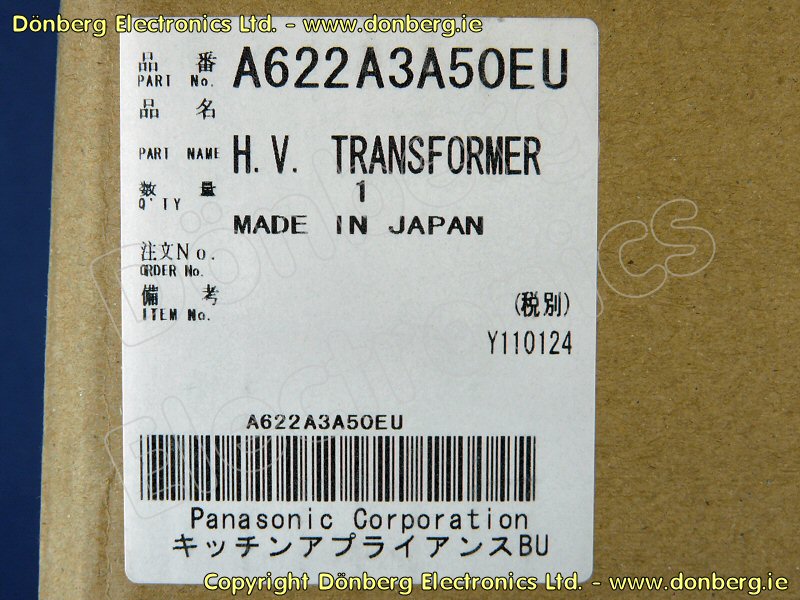 Dönberg Electronics Ltd. - www.donberg.ie
品 番 A622A3A50EU
PART No.
品 名
PART NAME H.V. TRANSFORMER
数 量 1
Q'TY
MADE IN JAPAN
注文No.
ORDER No.
備 考
ITEM No.
(税別)
Y110124
A622A3A50EU
Panasonic Corporation
キッチンアプライアンスBU
Dönberg
Electronics
Copyright Dönberg Electronics Ltd. - www.donberg.ie